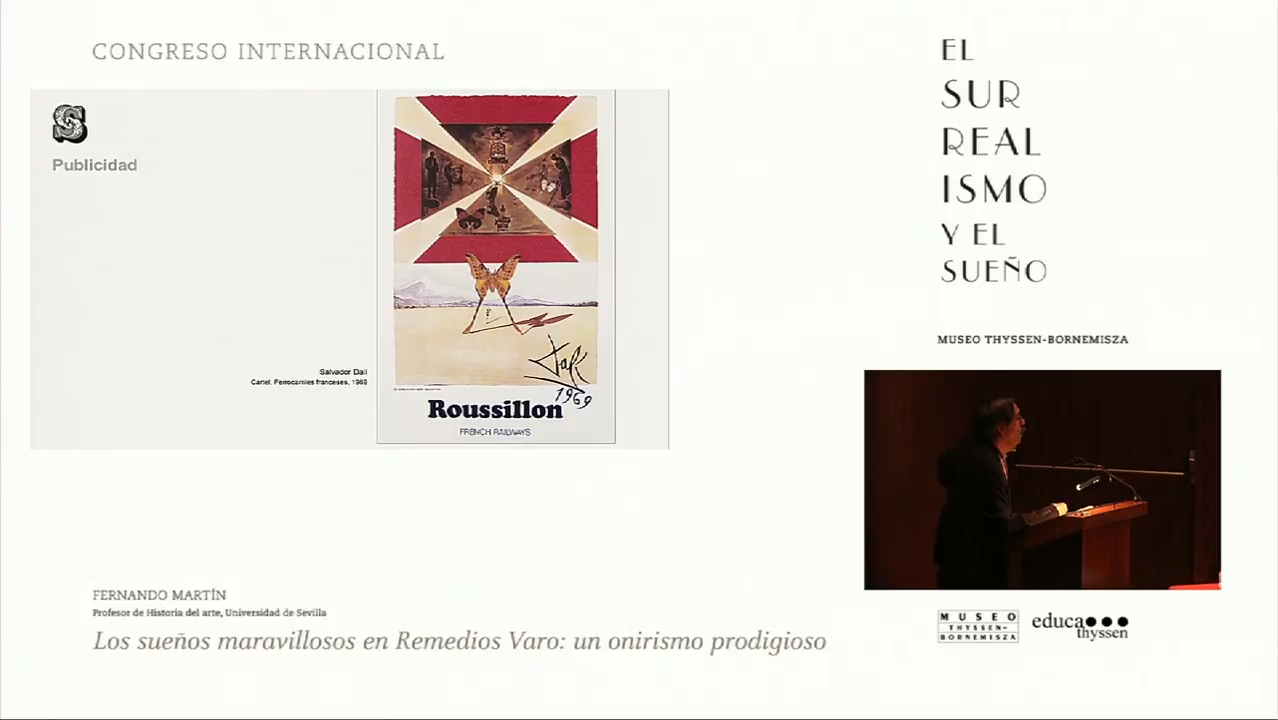 CONGRESO INTERNACIONAL
S
Publicidad
Salvador Dalí
Cartel. Ferrocarriles franceses, 1969
Dalí
1969
Roussillon
FRENCH RAILWAYS
EL
SUR
REAL
ISMO
Y EL
SUEÑO
MUSEO THYSSEN-BORNEMISZA
FERNANDO MARTÍN
Profesor de Historia del arte, Universidad de Sevilla
Los sueños maravillosos en Remedios Varo: un onirismo prodigioso
MUSEO
THYSSEN-
BORNEMISZA
educa
thyssen